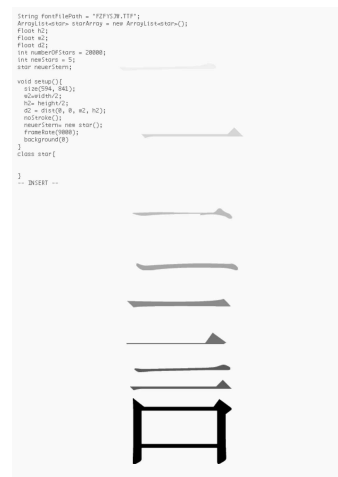 String fontFilePath = "FZFYSJW.TTF";
ArrayList<star> starArray = new ArrayList<star>();
float h2;
float w2;
float d2;
int numberOfStars = 20000;
int newStars = 5;
star neuerStern;
void setup(){
size(594, 841);
w2=width/2;
h2= height/2;
d2 = dist(0, 0, w2, h2);
noStroke();
neuerStern= new star();
frameRate(9000);
background(0)
}
class star{
}
-- INSERT --